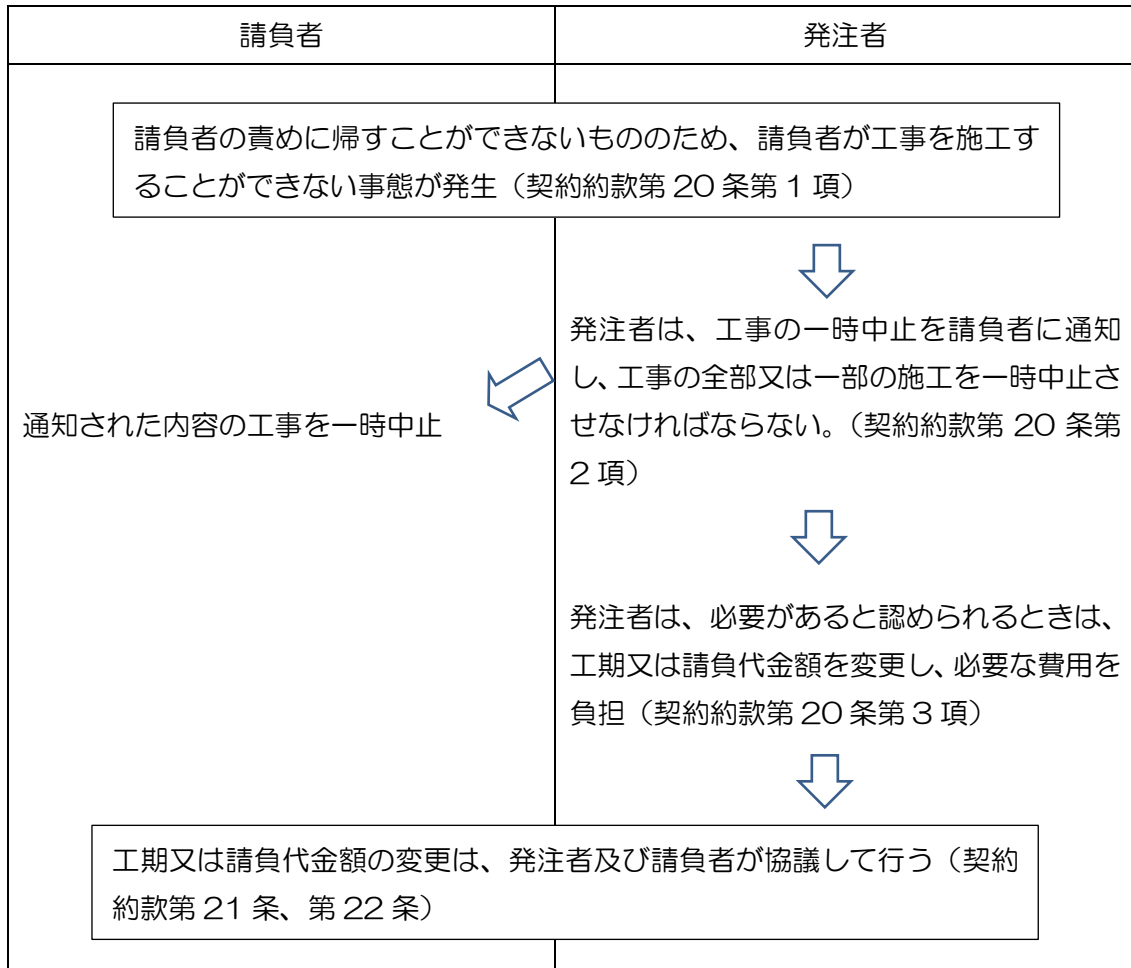 請負者
発注者
請負者の責めに帰すことができないもののため、請負者が工事を施工す
ることができない事態が発生（契約約款第 20 条第 1 項）
発注者は、工事の一時中止を請負者に通知
し、工事の全部又は一部の施工を一時中止さ
せなければならない。（契約約款第 20 条第
2 項）
通知された内容の工事を一時中止
発注者は、必要があると認められるときは、
工期又は請負代金額を変更し、必要な費用を
負担（契約約款第 20 条第 3 項）
工期又は請負代金額の変更は、発注者及び請負者が協議して行う（契約
約款第 21 条、第 22 条）